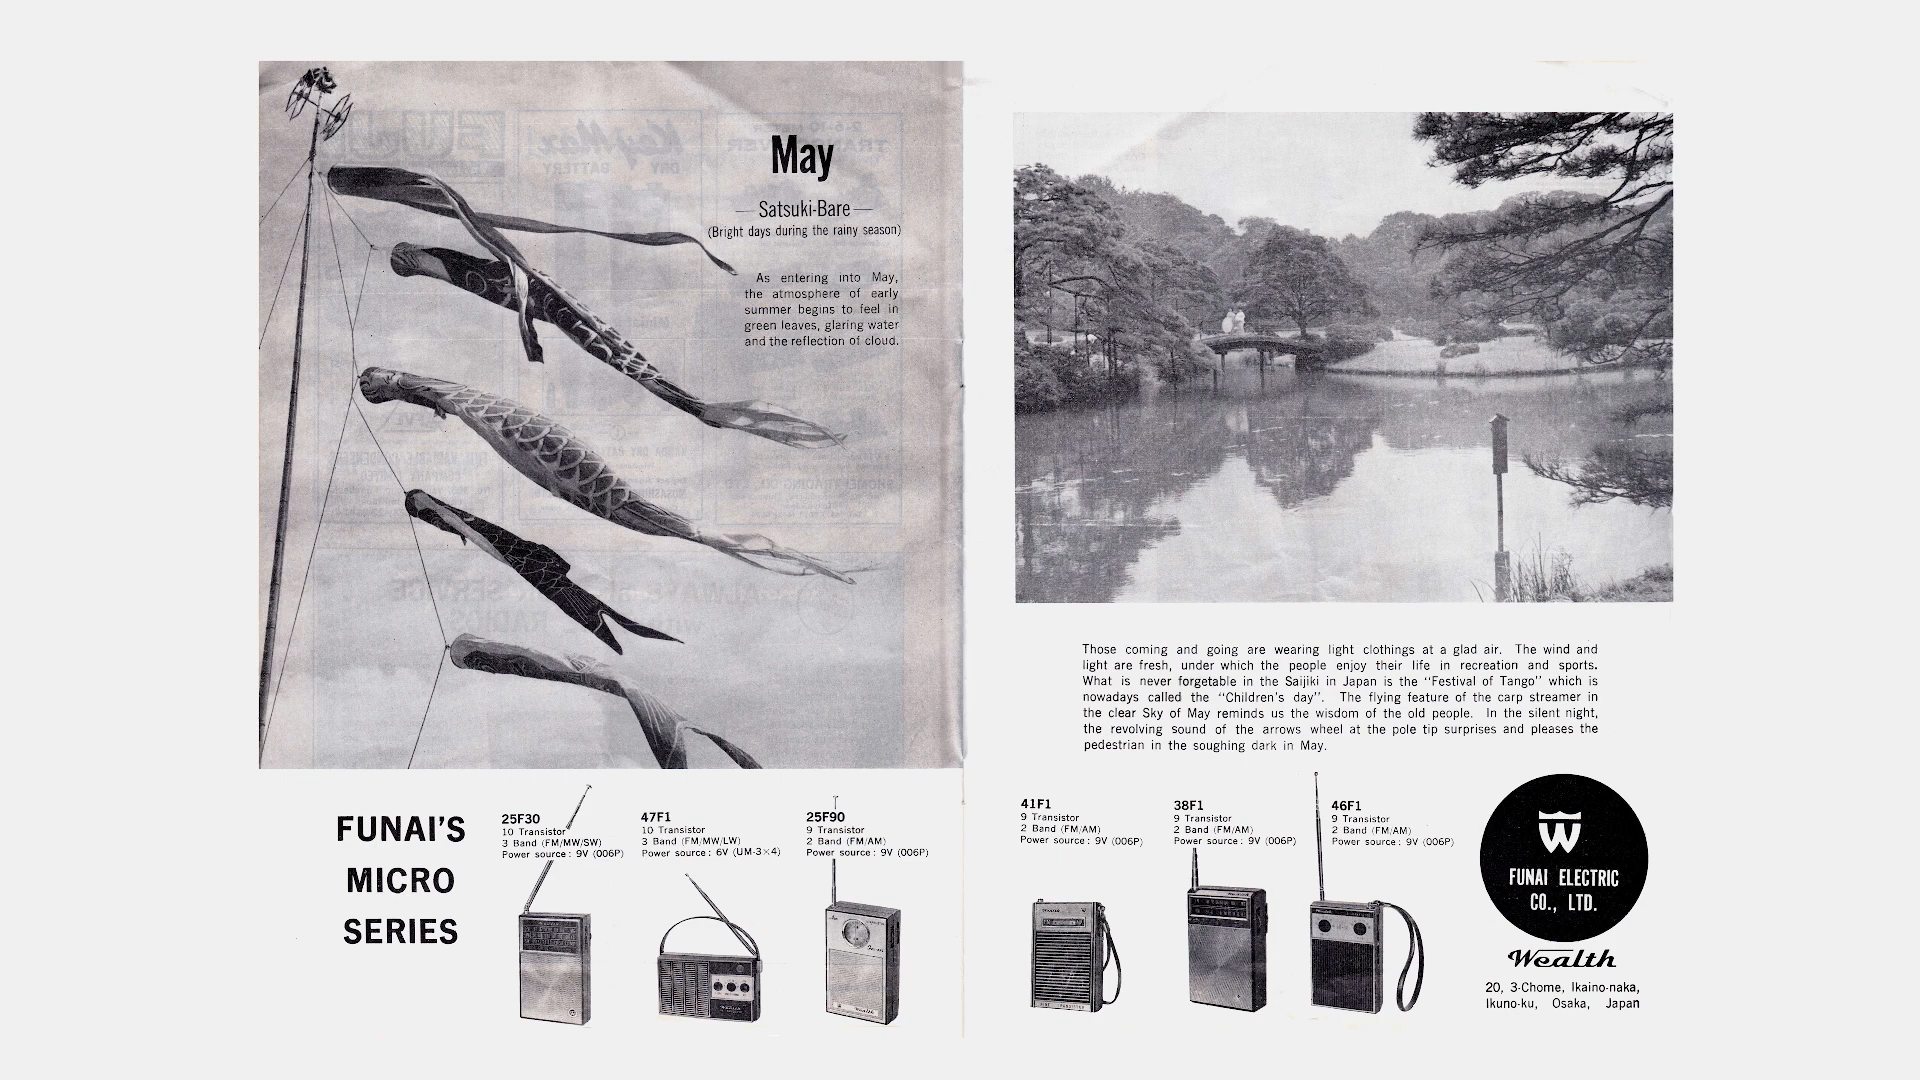 May
Satsuki-Bare
(Bright days during the rainy season)
As entering into May,
the atmosphere of early
summer begins to feel in
green leaves, glaring water
and the reflection of cloud.
Those coming and going are wearing light clothings at a glad air. The wind and
light are fresh, under which the people enjoy their life in recreation and sports.
What is never forgetable in the Saijiki in Japan is the "Festival of Tango" which is
nowadays called the "Children's day". The flying feature of the carp streamer in
the clear Sky of May reminds us the wisdom of the old people. In the silent night,
the revolving sound of the arrows wheel at the pole tip surprises and pleases the
pedestrian in the soughing dark in May.
FUNAI'S
MICRO
SERIES
25F30
10 Transistor
3 Band (FM/MW/SW)
Power source : 9V (006P)
47F1
10 Transistor
3 Band (FM/MW/LW)
Power source : 6V (UM-3×4)
25F90
9 Transistor
2 Band (FM/AM)
Power source : 9V (006P)
41F1
9 Transistor
2 Band (FM/AM)
Power source : 9V (006P)
38F1
9 Transistor
2 Band (FM/AM)
Power source : 9V (006P)
46F1
9 Transistor
2 Band (FM/AM)
Power source : 9V (006P)
W
FUNAI ELECTRIC
CO., LTD.
Wealth
20, 3-Chome, Ikaino-naka,
Ikuno-ku, Osaka, Japan